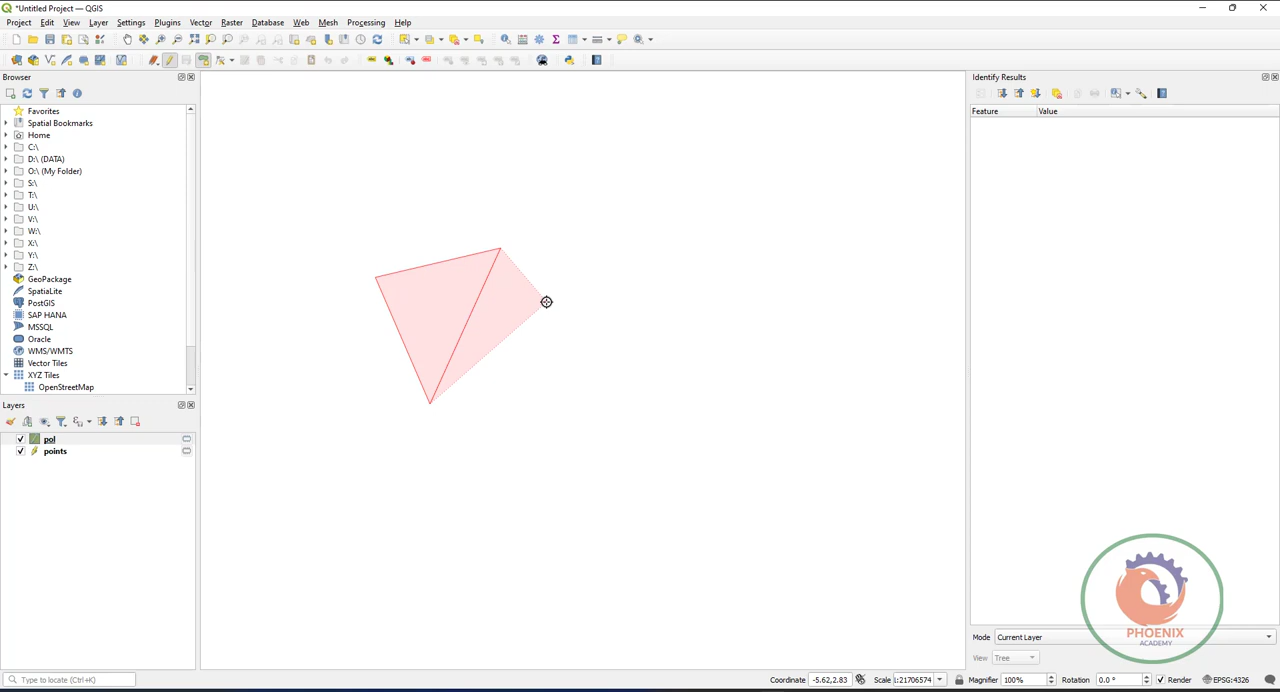 *Untitled Project — QGIS
Project Edit View Layer Settings Plugins Vector Raster Database Web Mesh Processing Help
Browser
Favorites
Spatial Bookmarks
Home
C:\
D:\ (DATA)
O:\ (My Folder)
S:\
T:\
U:\
V:\
W:\
X:\
Y:\
Z:\
GeoPackage
SpatiaLite
PostGIS
SAP HANA
MSSQL
Oracle
WMS/WMTS
Vector Tiles
XYZ Tiles
OpenStreetMap
Layers
pol
points
Identify Results
Feature Value
PHOENIX
ACADEMY
Mode Current Layer
View Tree
Type to locate (Ctrl+K)
Coordinate -5.62,2.83 Scale 1:21706574 Magnifier 100% Rotation 0.0 ° Render EPSG:4326